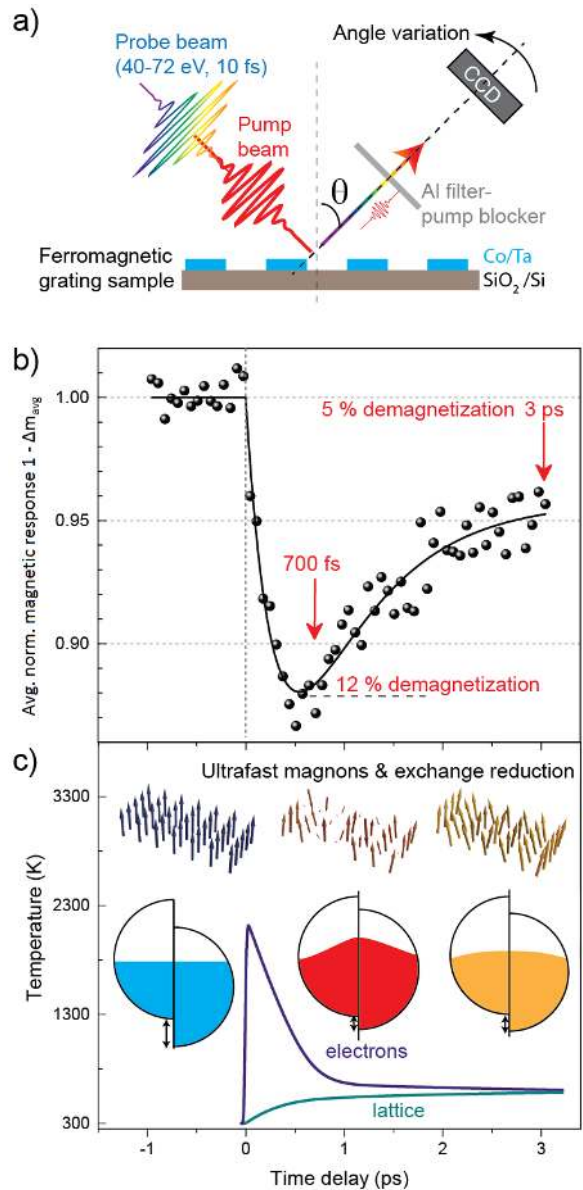 a)
Probe beam
(40-72 eV, 10 fs)
Pump
beam
Angle variation
CCD
θ
Al filter-
pump blocker
Ferromagnetic
grating sample
Co/Ta
SiO2/Si
b)
Avg. norm. magnetic response 1 - Δmavg
1.00
0.95
0.90
5 % demagnetization 3 ps
700 fs
12 % demagnetization
c)
Ultrafast magnons & exchange reduction
Temperature (K)
3300
2300
1300
300
electrons
lattice
-1
0
1
2
3
Time delay (ps)